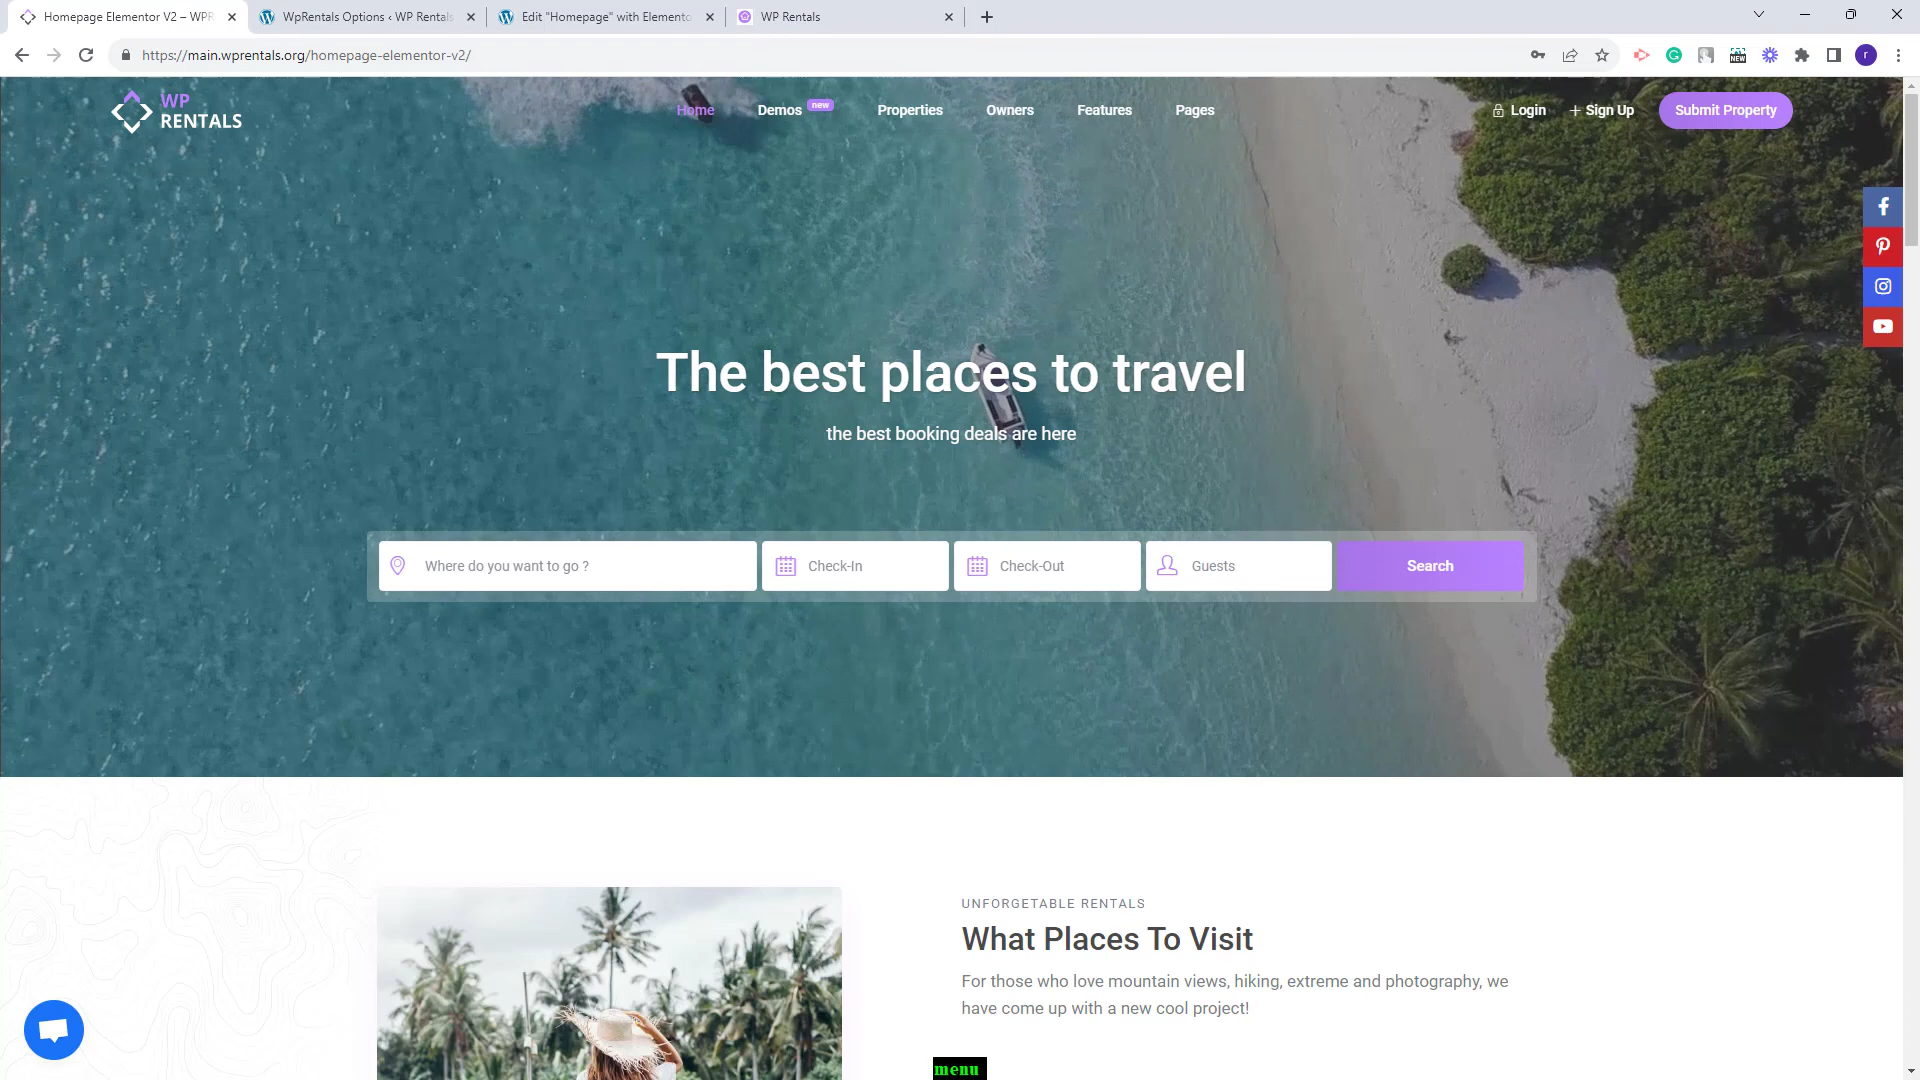 Homepage Elementor V2 – WPR
WpRentals Options ‹ WP Rentals
Edit "Homepage" with Elemento
WP Rentals
https://main.wprentals.org/homepage-elementor-v2/
NEW
r
WP
RENTALS
Home
Demos new
Properties
Owners
Features
Pages
Login
Sign Up
Submit Property
The best places to travel
the best booking deals are here
Where do you want to go ?
Check-In
Check-Out
Guests
Search
UNFORGETABLE RENTALS
What Places To Visit
For those who love mountain views, hiking, extreme and photography, we
have come up with a new cool project!
menu